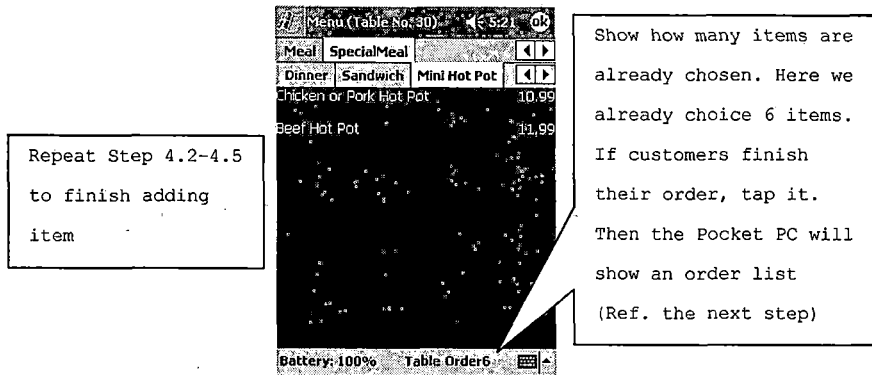 Menu (Table No. 30) 5:21 ok
Meal SpecialMeal
Dinner Sandwich Mini Hot Pot
Chicken or Pork Hot Pot 10.99
Beef Hot Pot 11.99
Battery: 100% Table Order6
Repeat Step 4.2-4.5
to finish adding
item
Show how many items are
already chosen. Here we
already choice 6 items.
If customers finish
their order, tap it.
Then the Pocket PC will
show an order list
(Ref. the next step)